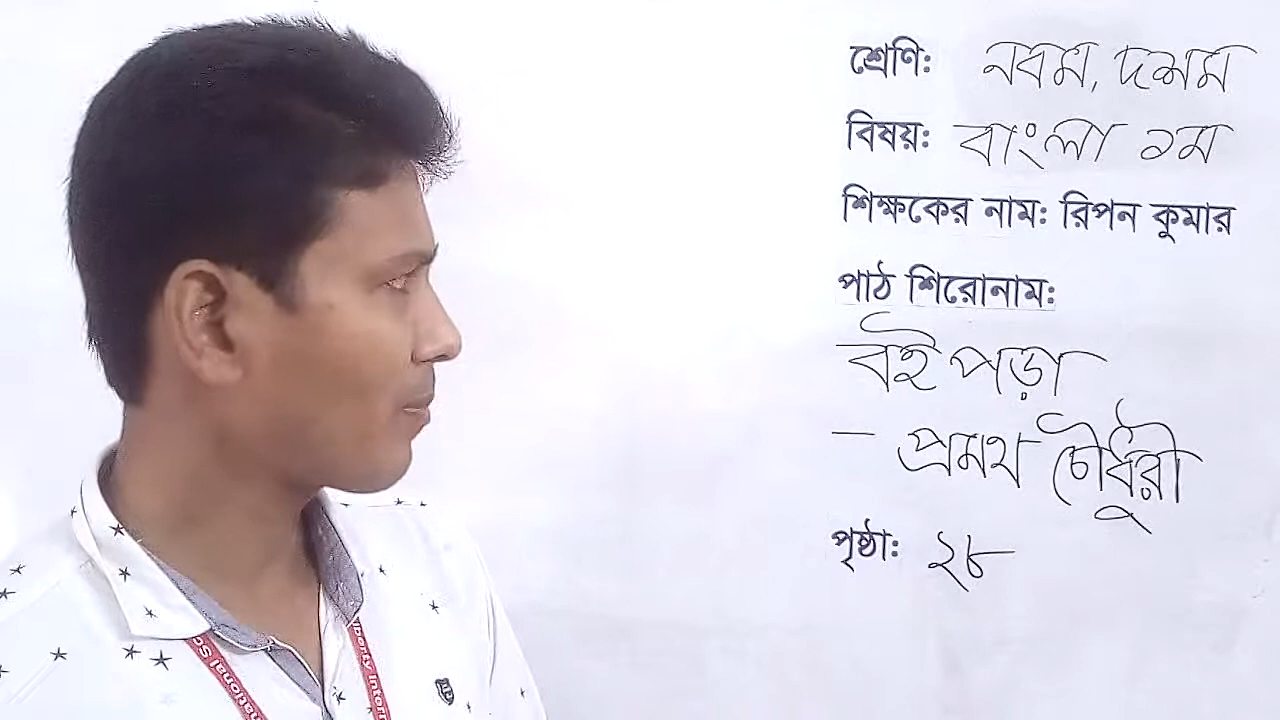 শ্রেণি: নবম, দশম
বিষয়: বাংলা ১ম
শিক্ষকের নাম: রিপন কুমার
পাঠ শিরোনাম:
বই পড়া
- প্রমথ চৌধুরী
পৃষ্ঠা: ২৮